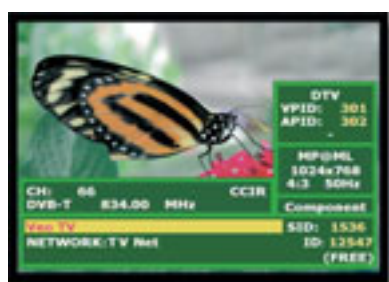 DTV
VPID: 301
APID: 302
-
MP@ML
1024x768
4:3 50Hz
CH: 66 CCIR
DVB-T 834.00 MHz
Component
Veo TV SID: 1536
NETWORK:TV Net ID: 12547
(FREE)